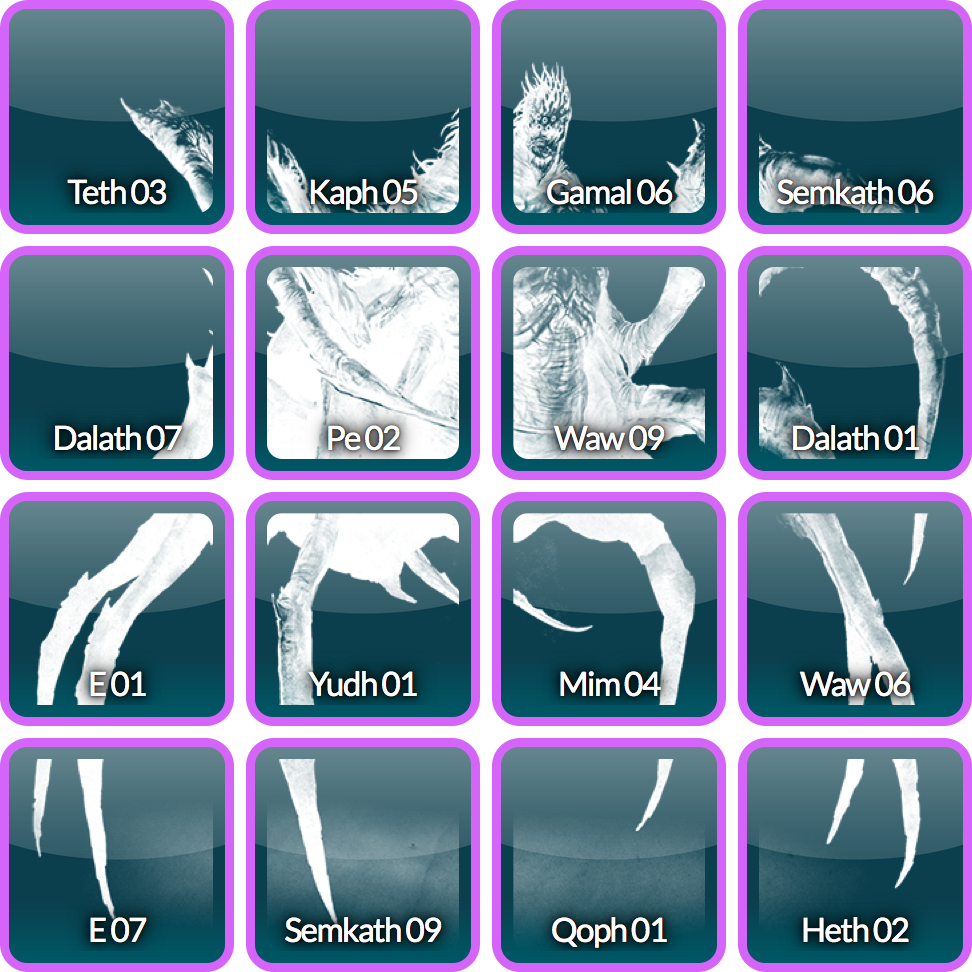 Teth 03
Kaph 05
Gamal 06
Semkath 06
Dalath 07
Pe 02
Waw 09
Dalath 01
E 01
Yudh 01
Mim 04
Waw 06
E 07
Semkath 09
Qoph 01
Heth 02